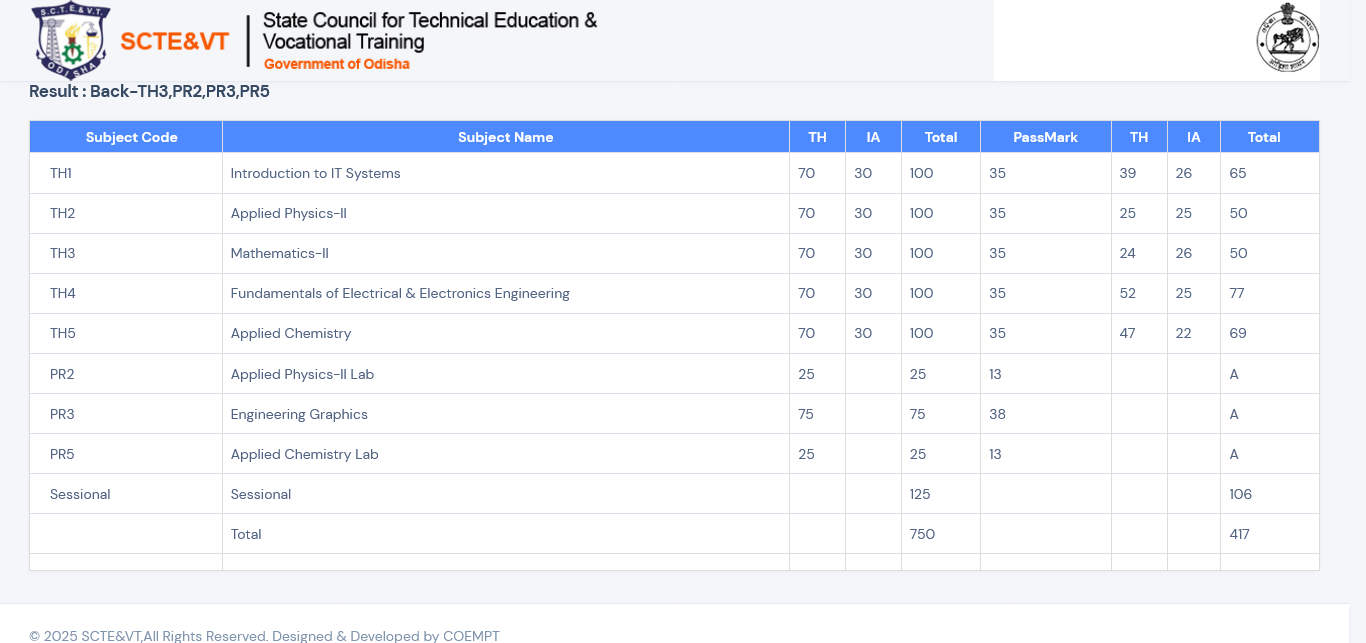 S.C.T.E.&V.T.
ODISHA
SCTE&VT
State Council for Technical Education &
Vocational Training
Government of Odisha
Result : Back-TH3,PR2,PR3,PR5
Subject Code Subject Name TH IA Total PassMark TH IA Total
TH1 Introduction to IT Systems 70 30 100 35 39 26 65
TH2 Applied Physics-II 70 30 100 35 25 25 50
TH3 Mathematics-II 70 30 100 35 24 26 50
TH4 Fundamentals of Electrical & Electronics Engineering 70 30 100 35 52 25 77
TH5 Applied Chemistry 70 30 100 35 47 22 69
PR2 Applied Physics-II Lab 25 25 13 A
PR3 Engineering Graphics 75 75 38 A
PR5 Applied Chemistry Lab 25 25 13 A
Sessional Sessional 125 106
Total 750 417
© 2025 SCTE&VT,All Rights Reserved. Designed & Developed by COEMPT